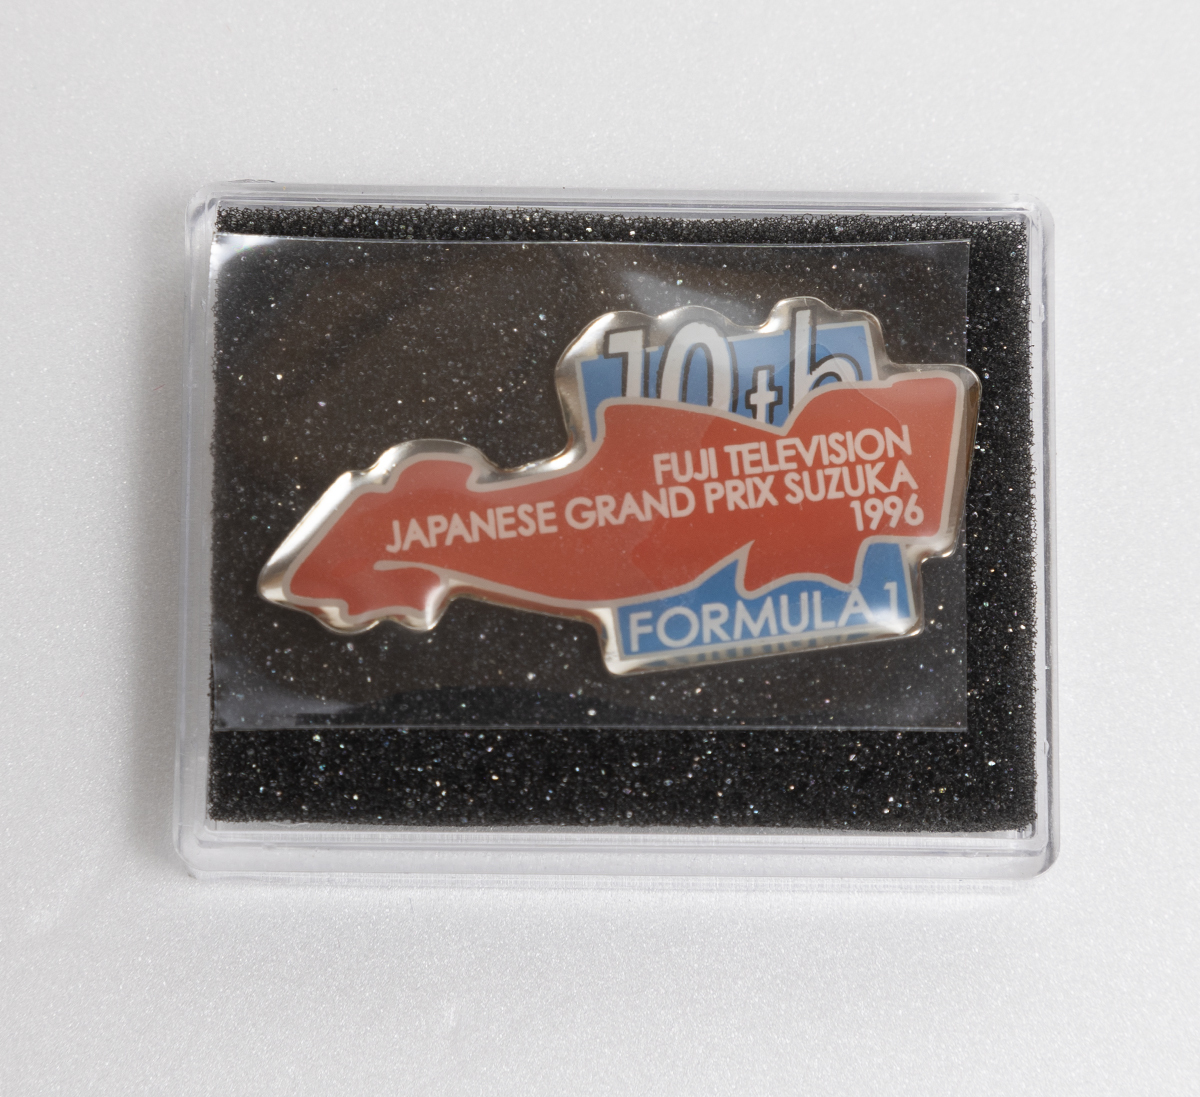 10th
FUJI TELEVISION
JAPANESE GRAND PRIX SUZUKA
1996
FORMULA 1